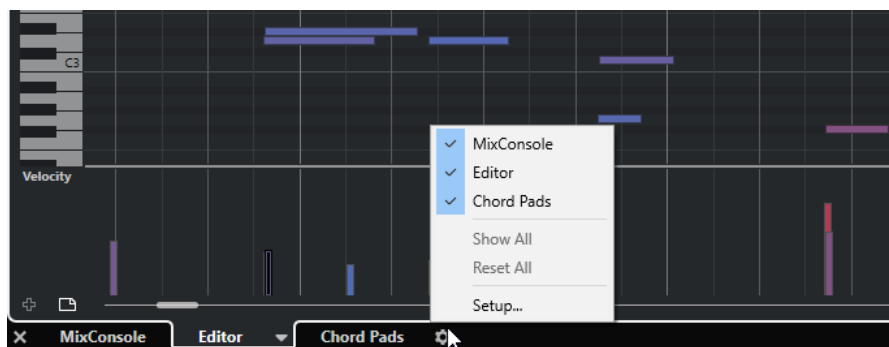 C3
MixConsole
Editor
Chord Pads
Velocity
Show All
Reset All
Setup...
MixConsole Editor Chord Pads